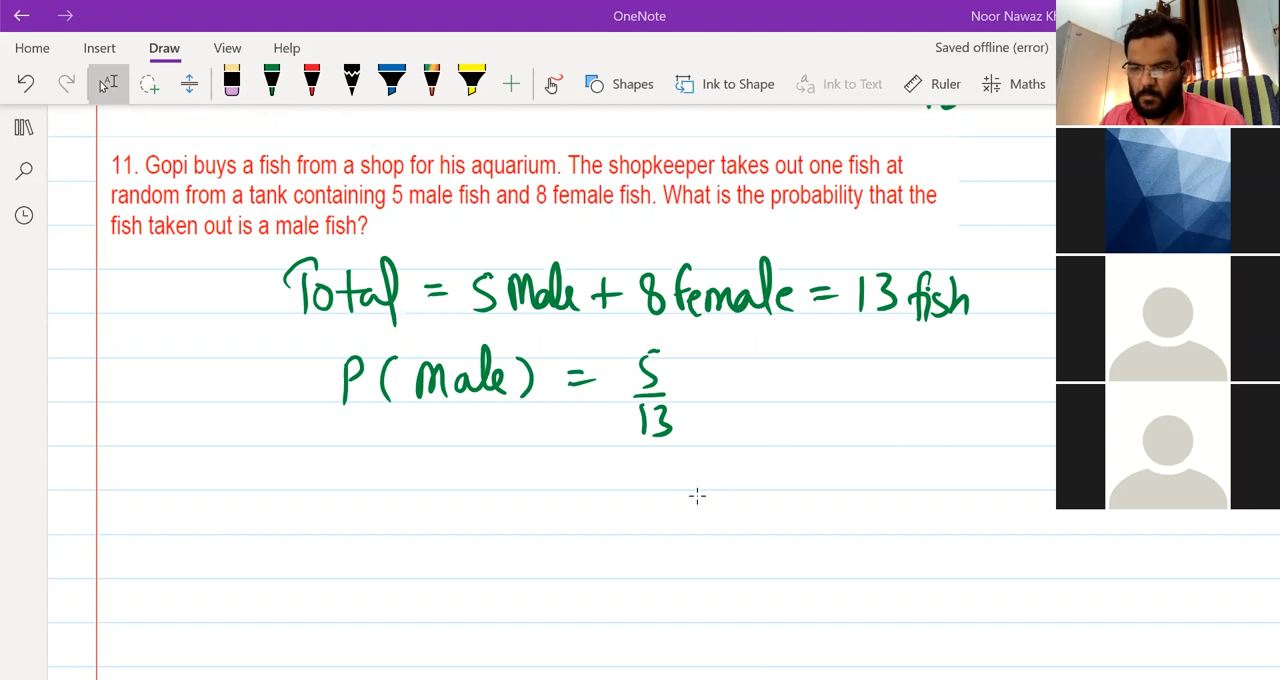 OneNote
Noor Nawaz Kh
Home Insert Draw View Help
Saved offline (error)
Shapes Ink to Shape Ink to Text Ruler Maths
11. Gopi buys a fish from a shop for his aquarium. The shopkeeper takes out one fish at
random from a tank containing 5 male fish and 8 female fish. What is the probability that the
fish taken out is a male fish?
Total = 5 Male + 8 female = 13 fish
P ( Male ) = 5
13